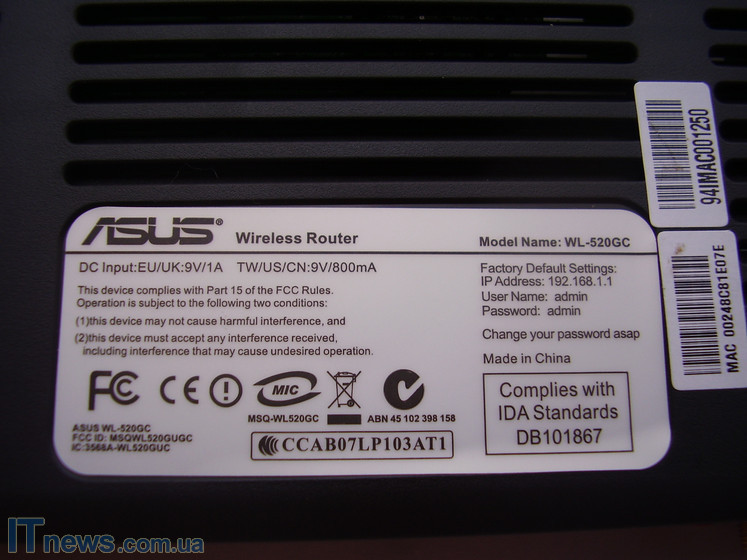 94IMAC001250
ASUS® Wireless Router
Model Name: WL-520GC
DC Input:EU/UK:9V/1A TW/US/CN:9V/800mA
This device complies with Part 15 of the FCC Rules.
Operation is subject to the following two conditions:
(1)this device may not cause harmful interference, and
(2)this device must accept any interference received,
including interference that may cause undesired operation.
Factory Default Settings:
IP Address: 192.168.1.1
User Name: admin
Password: admin
Change your password asap
Made in China
MAC 00248C81E07E
FC CE MIC
MSQ-WL520GC
ABN 45 102 398 158
ASUS WL-520GC
FCC ID: MSQWL520GUGC
IC:3568A-WL520GUC
CCAB07LP103AT1
Complies with
IDA Standards
DB101867
ITnews.com.ua